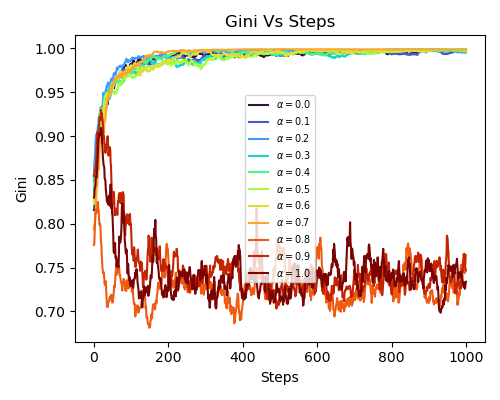 Gini Vs Steps
1.00
0.95
0.90
0.85
0.80
0.75
0.70
Gini
α = 0.0
α = 0.1
α = 0.2
α = 0.3
α = 0.4
α = 0.5
α = 0.6
α = 0.7
α = 0.8
α = 0.9
α = 1.0
0 200 400 600 800 1000
Steps